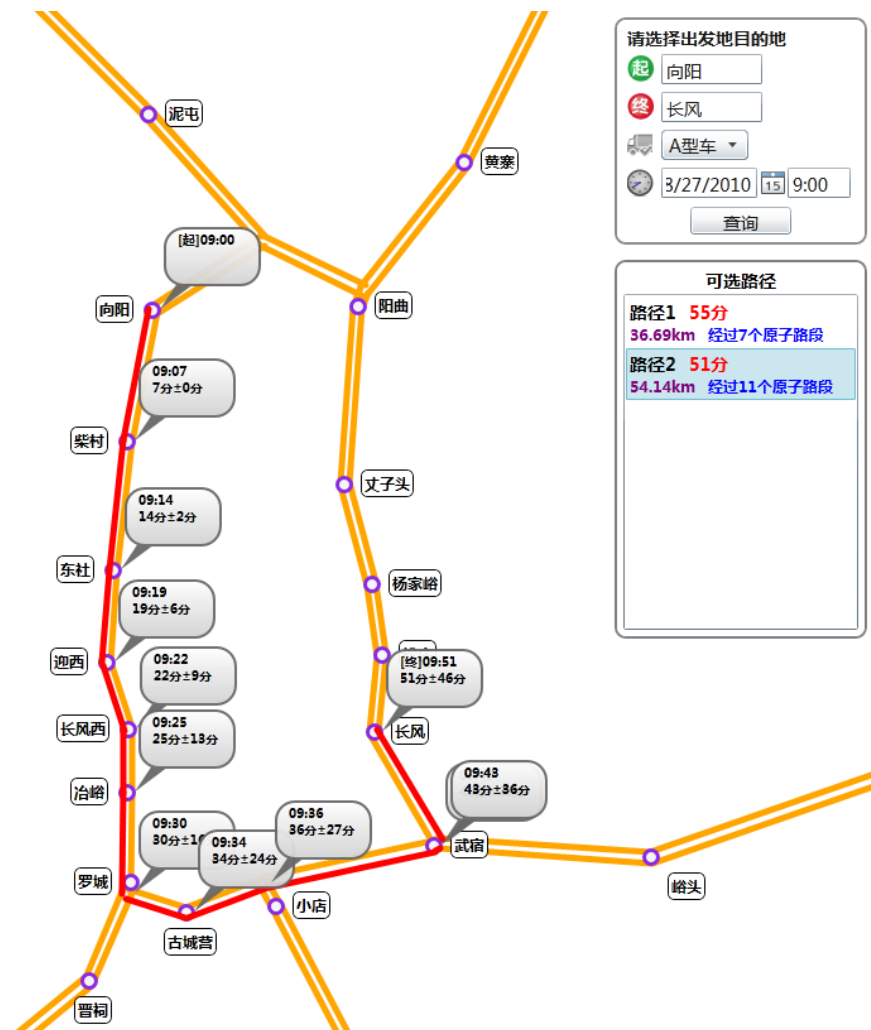 泥屯
黄寨
[起]09:00
向阳
阳曲
09:07
7分±0分
柴村
丈子头
09:14
14分±2分
东社
杨家峪
09:19
19分±6分
迎西
09:22
22分±9分
[终]09:51
51分±46分
长风西
09:25
25分±13分
长风
冶峪
09:43
43分±36分
09:30
30分±1
09:34
34分±24分
09:36
36分±27分
武宿
罗城
峪头
小店
古城营
晋祠
请选择出发地目的地
起 向阳
终 长风
A型车
3/27/2010 15 9:00
查询
可选路径
路径1 55分
36.69km 经过7个原子路段
路径2 51分
54.14km 经过11个原子路段